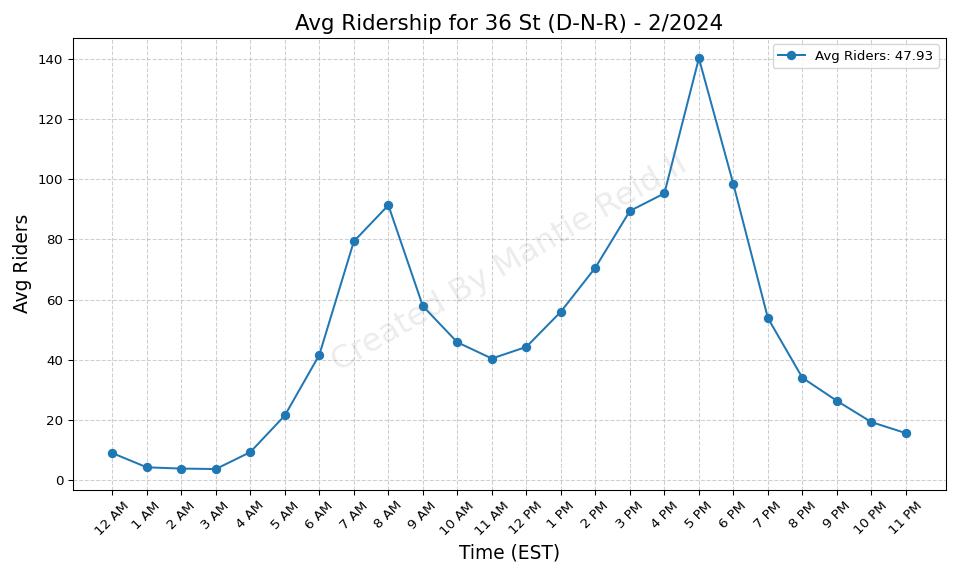 Avg Ridership for 36 St (D-N-R) - 2/2024
Avg Riders: 47.93
Avg Riders
140
120
100
80
60
40
20
0
Created By Mantle Reid II
12 AM
1 AM
2 AM
3 AM
4 AM
5 AM
6 AM
7 AM
8 AM
9 AM
10 AM
11 AM
12 PM
1 PM
2 PM
3 PM
4 PM
5 PM
6 PM
7 PM
8 PM
9 PM
10 PM
11 PM
Time (EST)